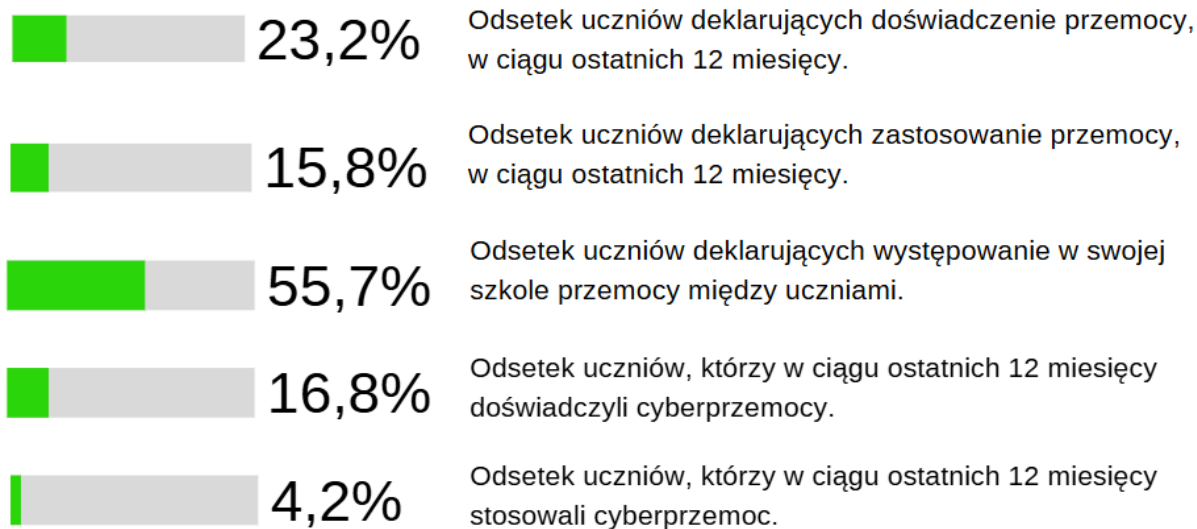 23,2%
Odsetek uczniów deklarujących doświadczenie przemocy,
w ciągu ostatnich 12 miesięcy.
15,8%
Odsetek uczniów deklarujących zastosowanie przemocy,
w ciągu ostatnich 12 miesięcy.
55,7%
Odsetek uczniów deklarujących występowanie w swojej
szkole przemocy między uczniami.
16,8%
Odsetek uczniów, którzy w ciągu ostatnich 12 miesięcy
doświadczyli cyberprzemocy.
4,2%
Odsetek uczniów, którzy w ciągu ostatnich 12 miesięcy
stosowali cyberprzemoc.